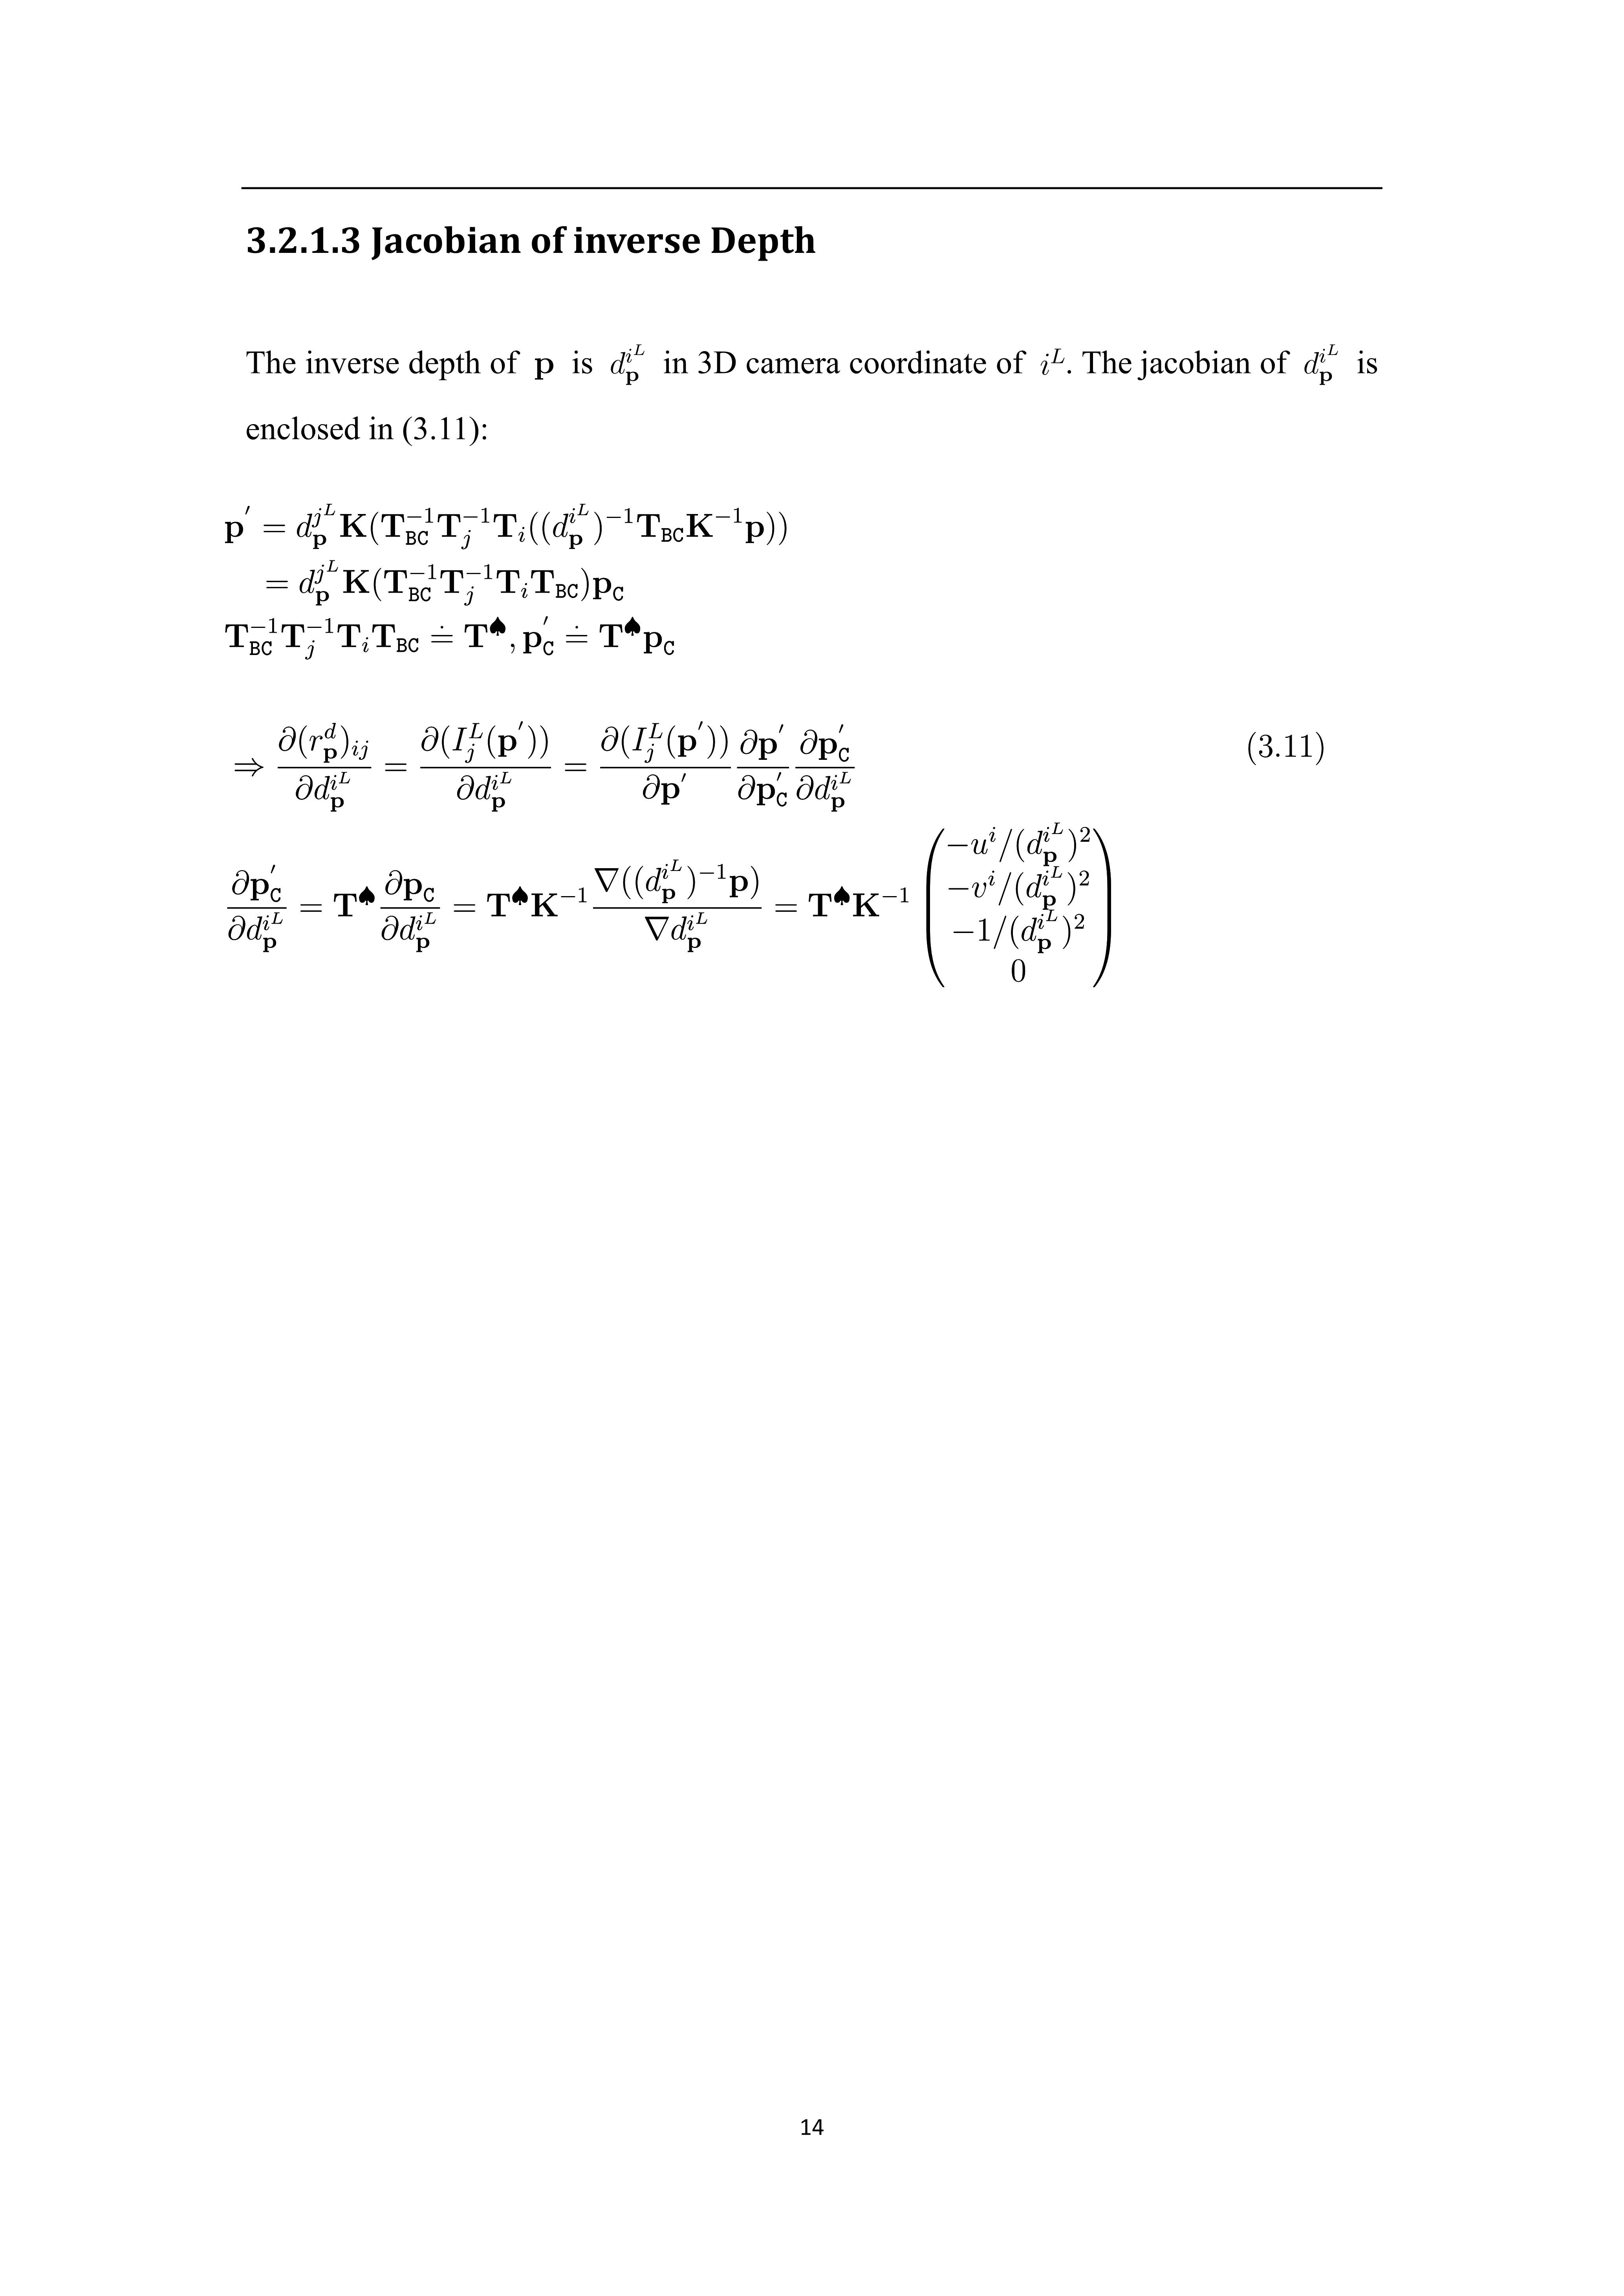 3.2.1.3 Jacobian of inverse Depth
The inverse depth of $\mathbf{p}$ is $d_{\mathbf{p}}^{i^L}$ in 3D camera coordinate of $i^L$. The jacobian of $d_{\mathbf{p}}^{i^L}$ is
enclosed in (3.11):
$\mathbf{p}' = d_{\mathbf{p}}^{j^L}\mathbf{K}(\mathbf{T}_{\mathtt{BC}}^{-1}\mathbf{T}_j^{-1}\mathbf{T}_i((d_{\mathbf{p}}^{i^L})^{-1}\mathbf{T}_{\mathtt{BC}}\mathbf{K}^{-1}\mathbf{p}))$
$= d_{\mathbf{p}}^{j^L}\mathbf{K}(\mathbf{T}_{\mathtt{BC}}^{-1}\mathbf{T}_j^{-1}\mathbf{T}_i\mathbf{T}_{\mathtt{BC}})\mathbf{p}_{\mathtt{C}}$
$\mathbf{T}_{\mathtt{BC}}^{-1}\mathbf{T}_j^{-1}\mathbf{T}_i\mathbf{T}_{\mathtt{BC}} \doteq \mathbf{T}^{\spadesuit}, \mathbf{p}_{\mathtt{C}}' \doteq \mathbf{T}^{\spadesuit}\mathbf{p}_{\mathtt{C}}$
$\Rightarrow \frac{\partial (r_{\mathbf{p}}^d)_{ij}}{\partial d_{\mathbf{p}}^{i^L}} = \frac{\partial (I_j^L(\mathbf{p}'))}{\partial d_{\mathbf{p}}^{i^L}} = \frac{\partial (I_j^L(\mathbf{p}'))}{\partial \mathbf{p}'}\frac{\partial \mathbf{p}'}{\partial \mathbf{p}_{\mathtt{C}}'}\frac{\partial \mathbf{p}_{\mathtt{C}}'}{\partial d_{\mathbf{p}}^{i^L}}$ (3.11)
$\frac{\partial \mathbf{p}_{\mathtt{C}}'}{\partial d_{\mathbf{p}}^{i^L}} = \mathbf{T}^{\spadesuit}\frac{\partial \mathbf{p}_{\mathtt{C}}}{\partial d_{\mathbf{p}}^{i^L}} = \mathbf{T}^{\spadesuit}\mathbf{K}^{-1}\frac{\nabla((d_{\mathbf{p}}^{i^L})^{-1}\mathbf{p})}{\nabla d_{\mathbf{p}}^{i^L}} = \mathbf{T}^{\spadesuit}\mathbf{K}^{-1}\begin{pmatrix} -u^i/(d_{\mathbf{p}}^{i^L})^2 \\ -v^i/(d_{\mathbf{p}}^{i^L})^2 \\ -1/(d_{\mathbf{p}}^{i^L})^2 \\ 0 \end{pmatrix}$
14